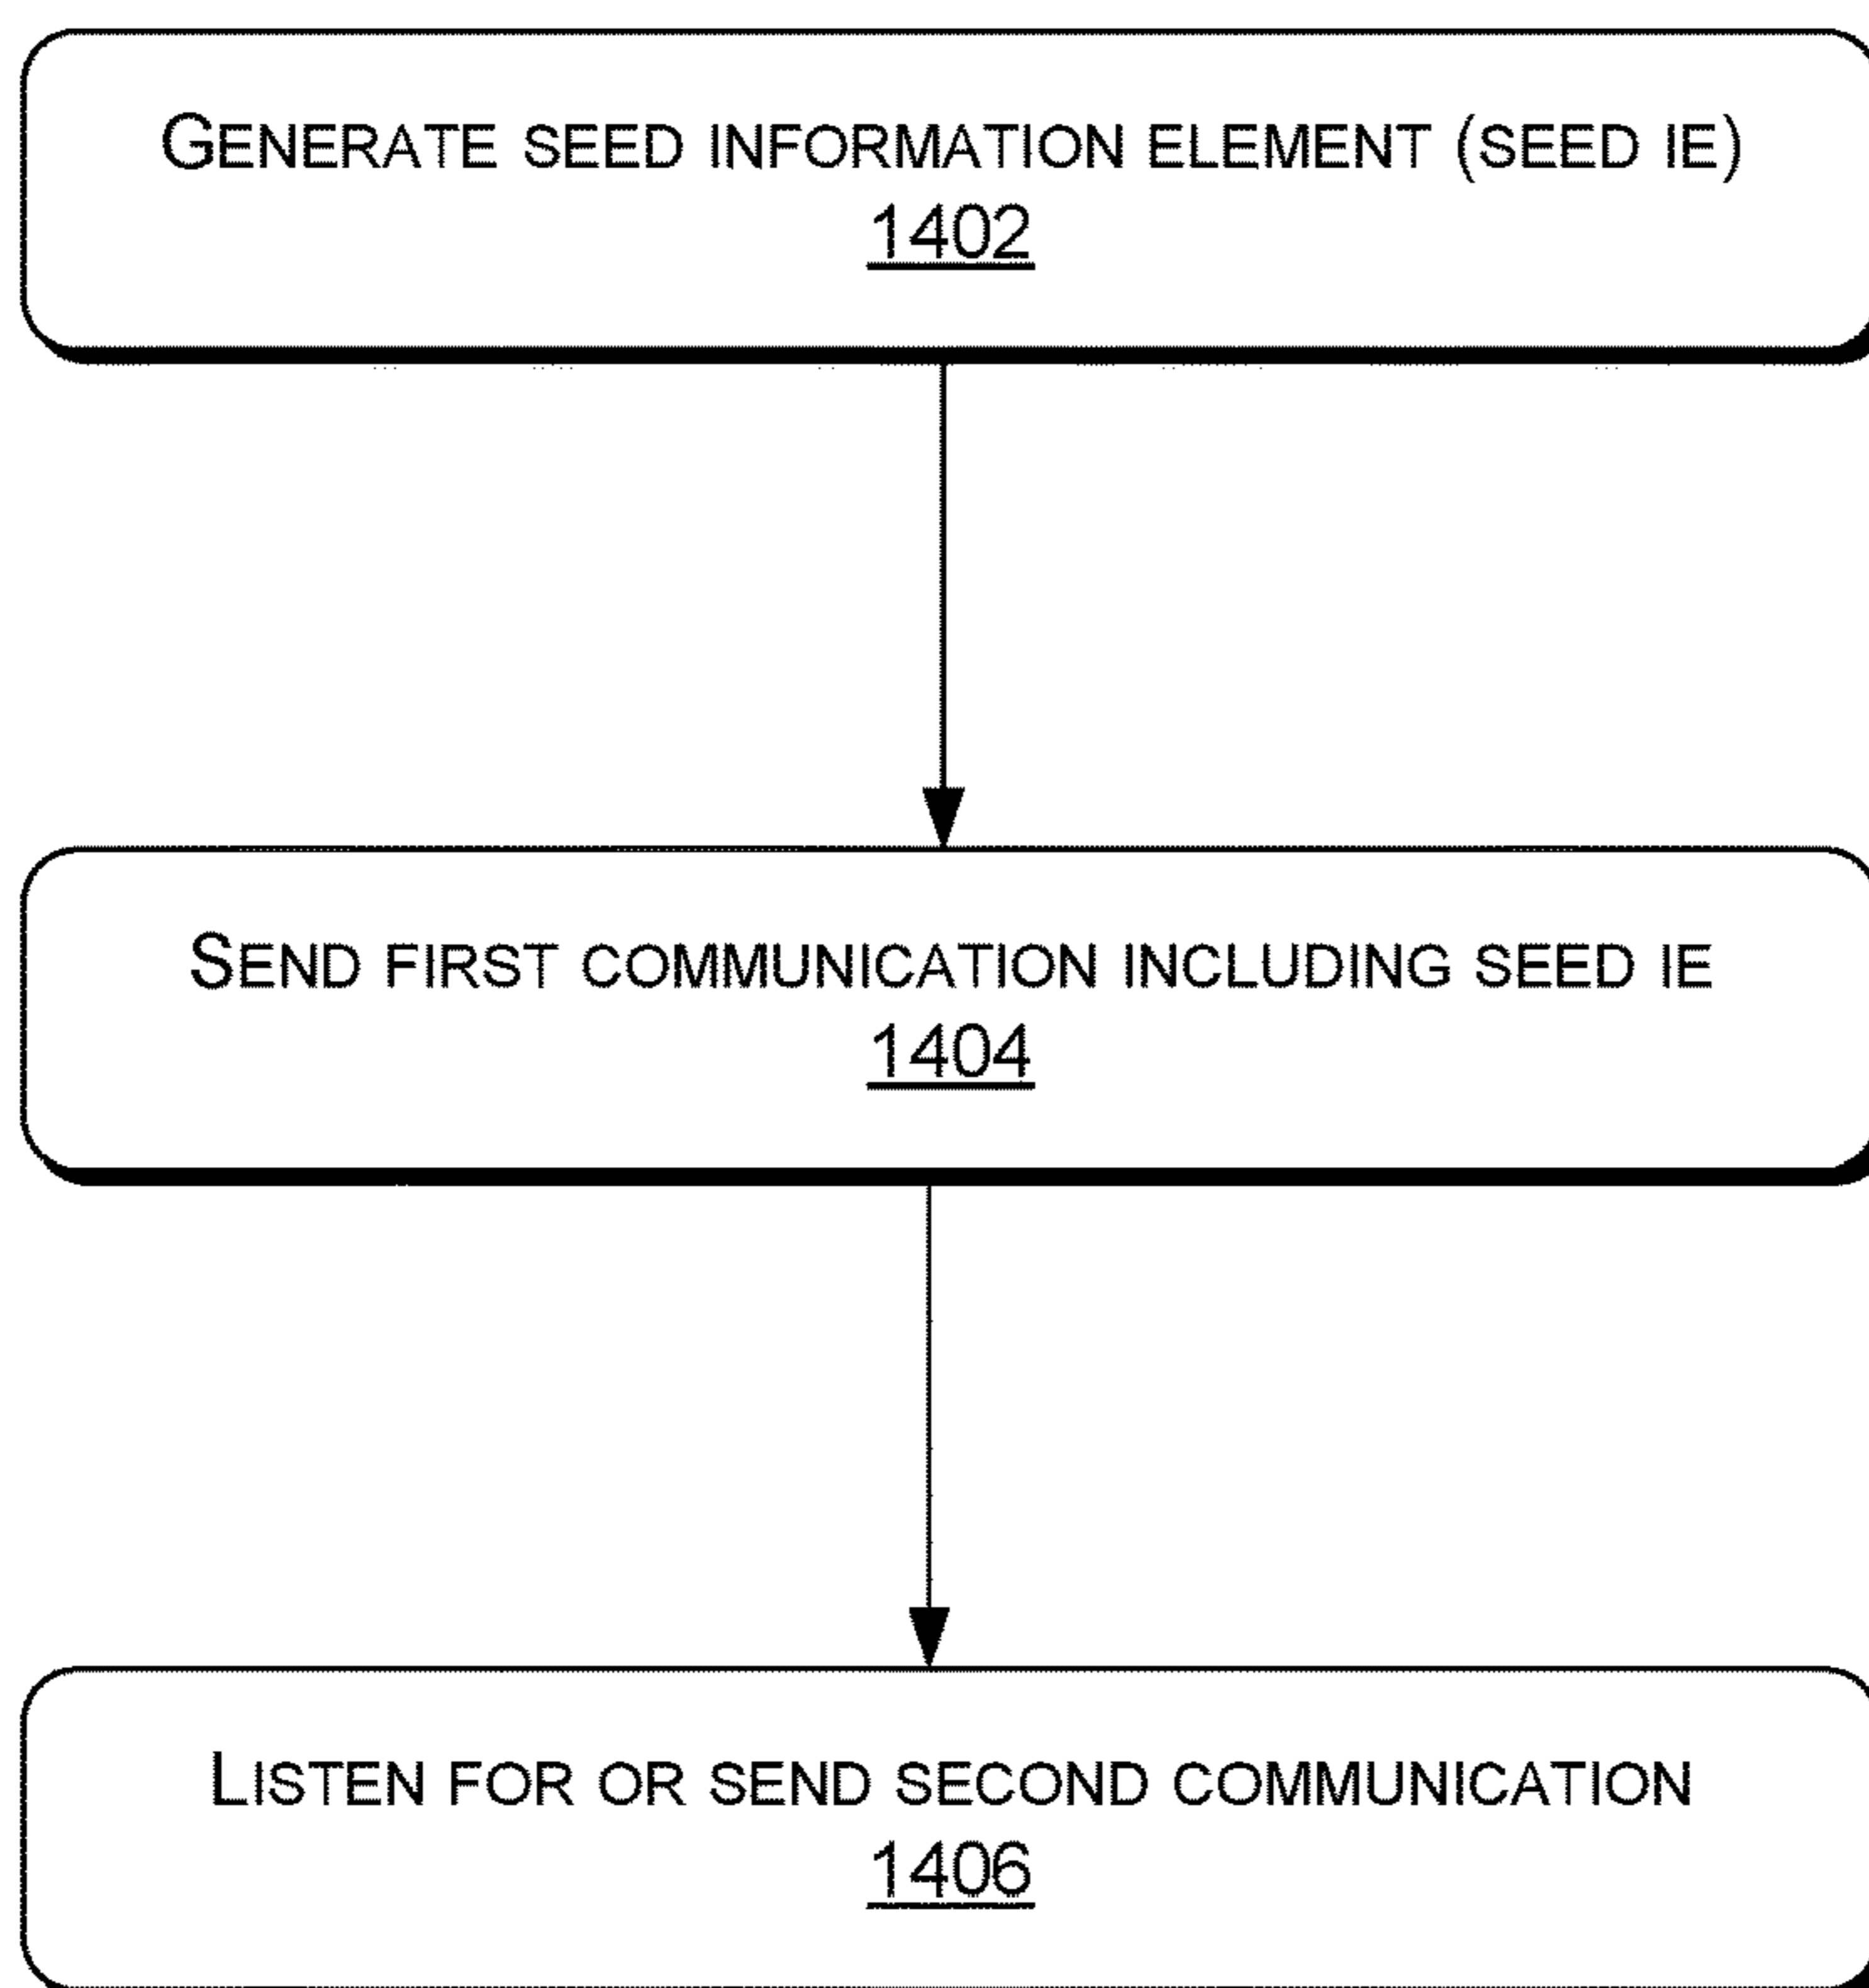 GENERATE SEED INFORMATION ELEMENT (SEED IE)
1402
SEND FIRST COMMUNICATION INCLUDING SEED IE
1404
LISTEN FOR OR SEND SECOND COMMUNICATION
1406